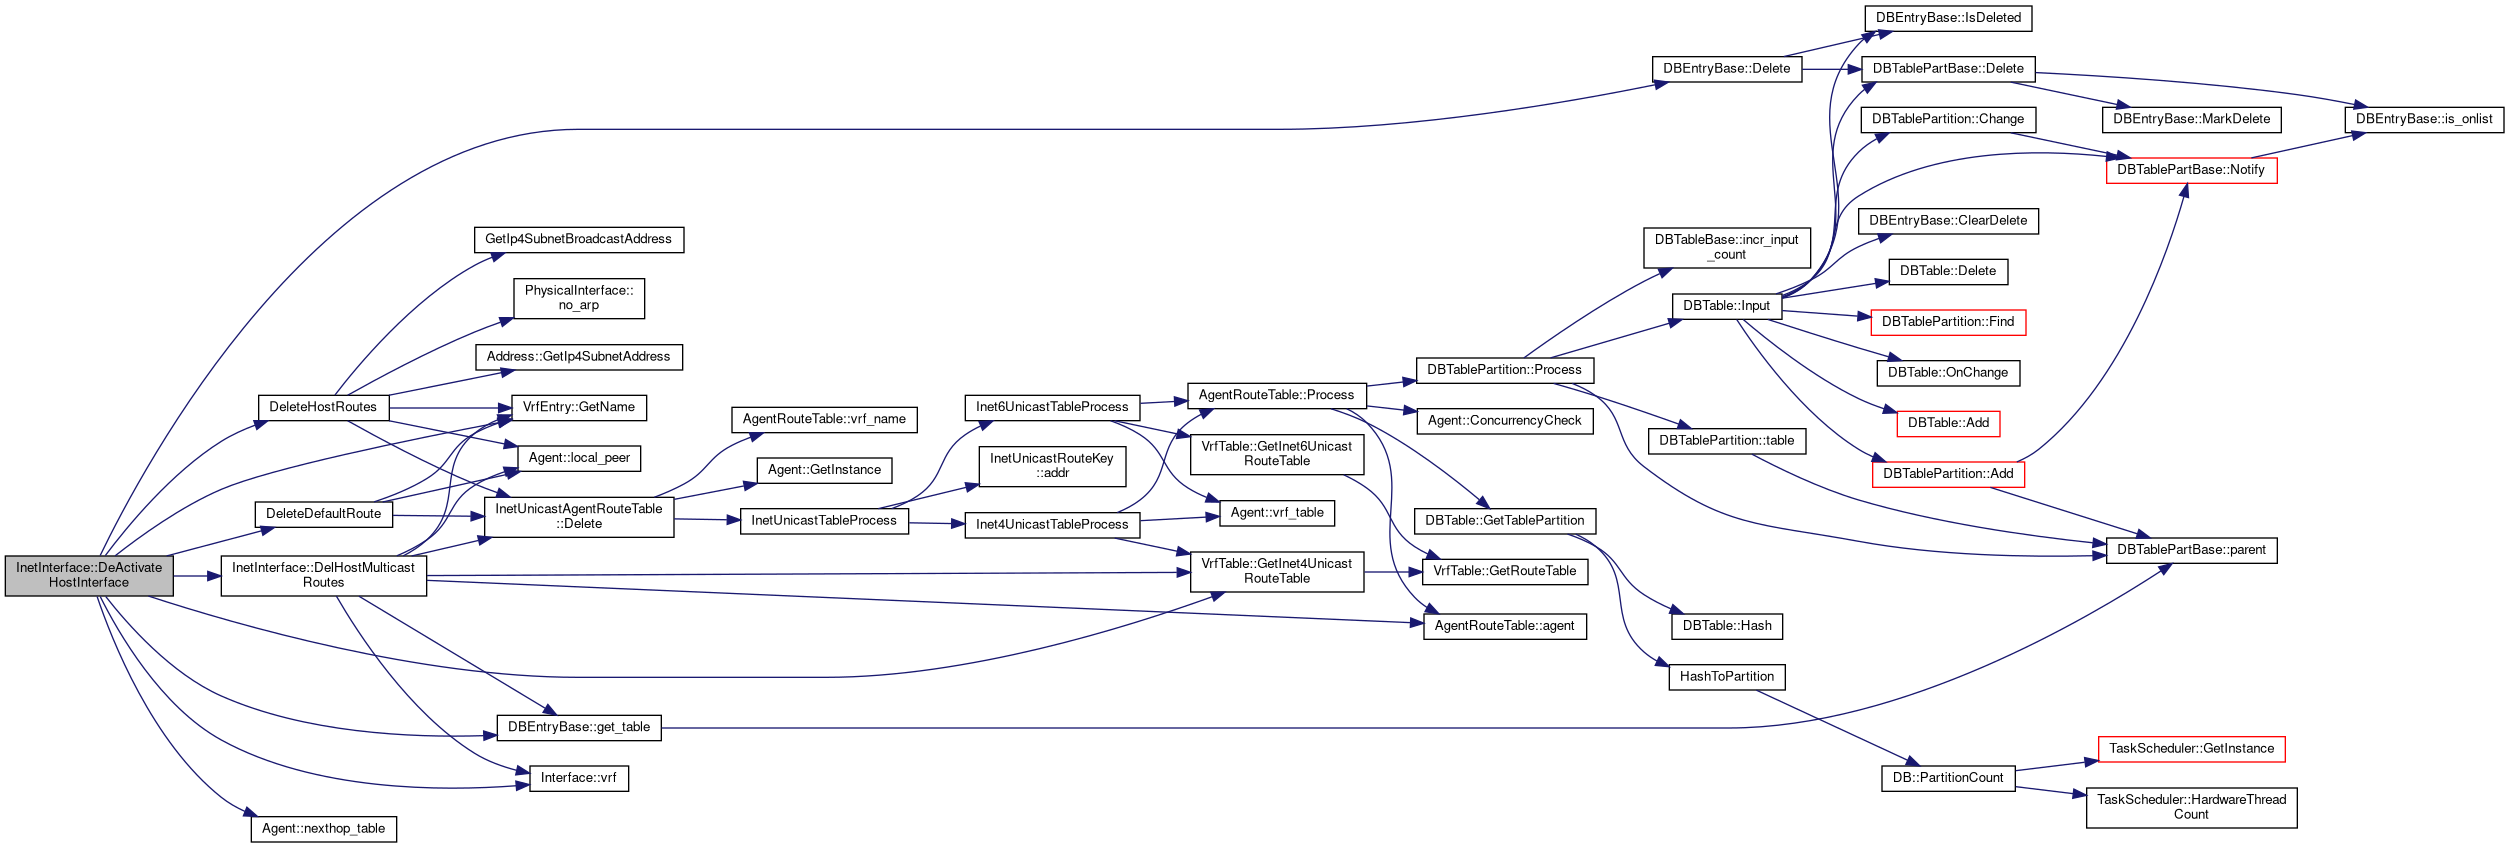 InetInterface::DeActivate
HostInterface
DeleteHostRoutes
DeleteDefaultRoute
InetInterface::DelHostMulticast
Routes
Agent::nexthop_table
GetIp4SubnetBroadcastAddress
PhysicalInterface::
no_arp
Address::GetIp4SubnetAddress
VrfEntry::GetName
Agent::local_peer
InetUnicastAgentRouteTable
::Delete
DBEntryBase::get_table
Interface::vrf
AgentRouteTable::vrf_name
Agent::GetInstance
InetUnicastTableProcess
Inet6UnicastTableProcess
InetUnicastRouteKey
::addr
Inet4UnicastTableProcess
AgentRouteTable::Process
VrfTable::GetInet6Unicast
RouteTable
Agent::vrf_table
VrfTable::GetInet4Unicast
RouteTable
DBTablePartition::Process
Agent::ConcurrencyCheck
DBTable::GetTablePartition
VrfTable::GetRouteTable
AgentRouteTable::agent
DBEntryBase::Delete
DBTableBase::incr_input
_count
DBTable::Input
DBTablePartition::table
DBTable::Hash
HashToPartition
DBEntryBase::IsDeleted
DBTablePartBase::Delete
DBTablePartition::Change
DBEntryBase::ClearDelete
DBTable::Delete
DBTablePartition::Find
DBTable::OnChange
DBTable::Add
DBTablePartition::Add
DB::PartitionCount
DBEntryBase::MarkDelete
DBTablePartBase::Notify
DBTablePartBase::parent
TaskScheduler::GetInstance
TaskScheduler::HardwareThread
Count
DBEntryBase::is_onlist